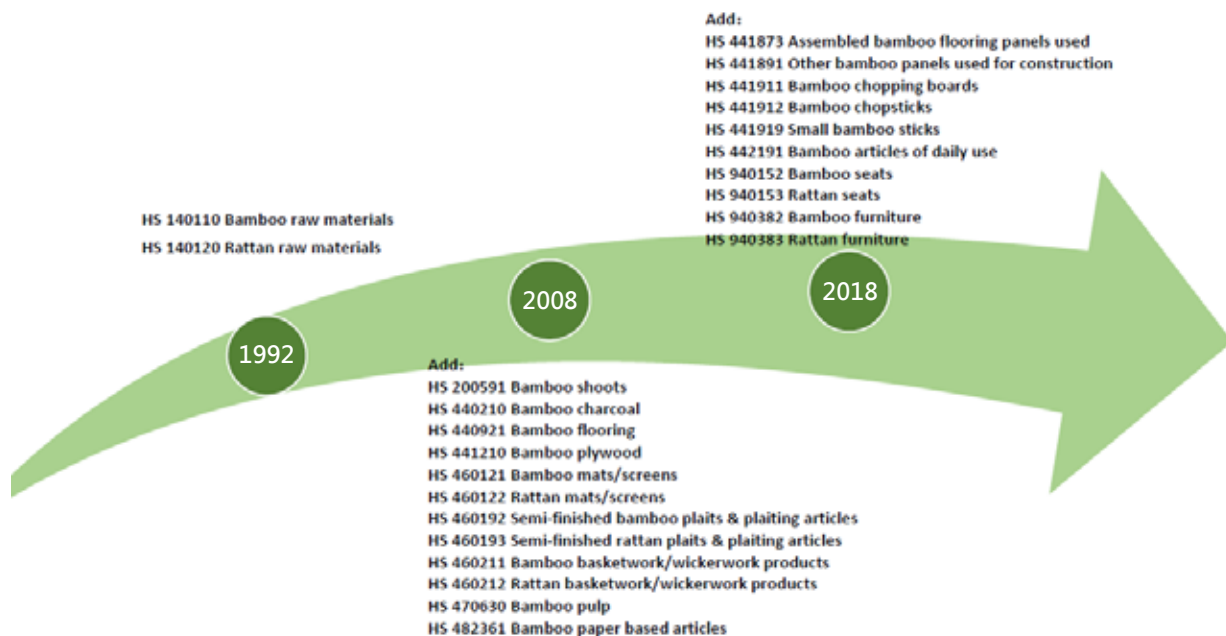 Add:
HS 441873 Assembled bamboo flooring panels used
HS 441891 Other bamboo panels used for construction
HS 441911 Bamboo chopping boards
HS 441912 Bamboo chopsticks
HS 441919 Small bamboo sticks
HS 442191 Bamboo articles of daily use
HS 940152 Bamboo seats
HS 940153 Rattan seats
HS 940382 Bamboo furniture
HS 940383 Rattan furniture
HS 140110 Bamboo raw materials
HS 140120 Rattan raw materials
1992
2008
2018
Add:
HS 200591 Bamboo shoots
HS 440210 Bamboo charcoal
HS 440921 Bamboo flooring
HS 441210 Bamboo plywood
HS 460121 Bamboo mats/screens
HS 460122 Rattan mats/screens
HS 460192 Semi-finished bamboo plaits & plaiting articles
HS 460193 Semi-finished rattan plaits & plaiting articles
HS 460211 Bamboo basketwork/wickerwork products
HS 460212 Rattan basketwork/wickerwork products
HS 470630 Bamboo pulp
HS 482361 Bamboo paper based articles